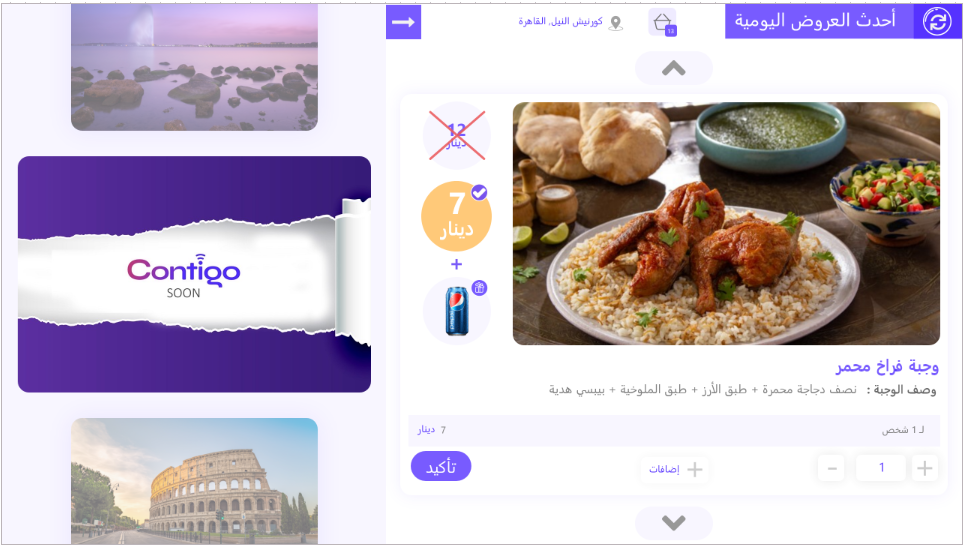 أحدث العروض اليومية
13
كورنيش النيل, القاهرة
12
دينار
7
دينار
+
pepsi
وجبة فراخ محمر
وصف الوجبة : نصف دجاجة محمرة + طبق الأرز + طبق الملوخية + بيبسي هدية
لـ 1 شخص
7 دينار
+ 1 -
+ إضافات
تأكيد
Contigo
SOON